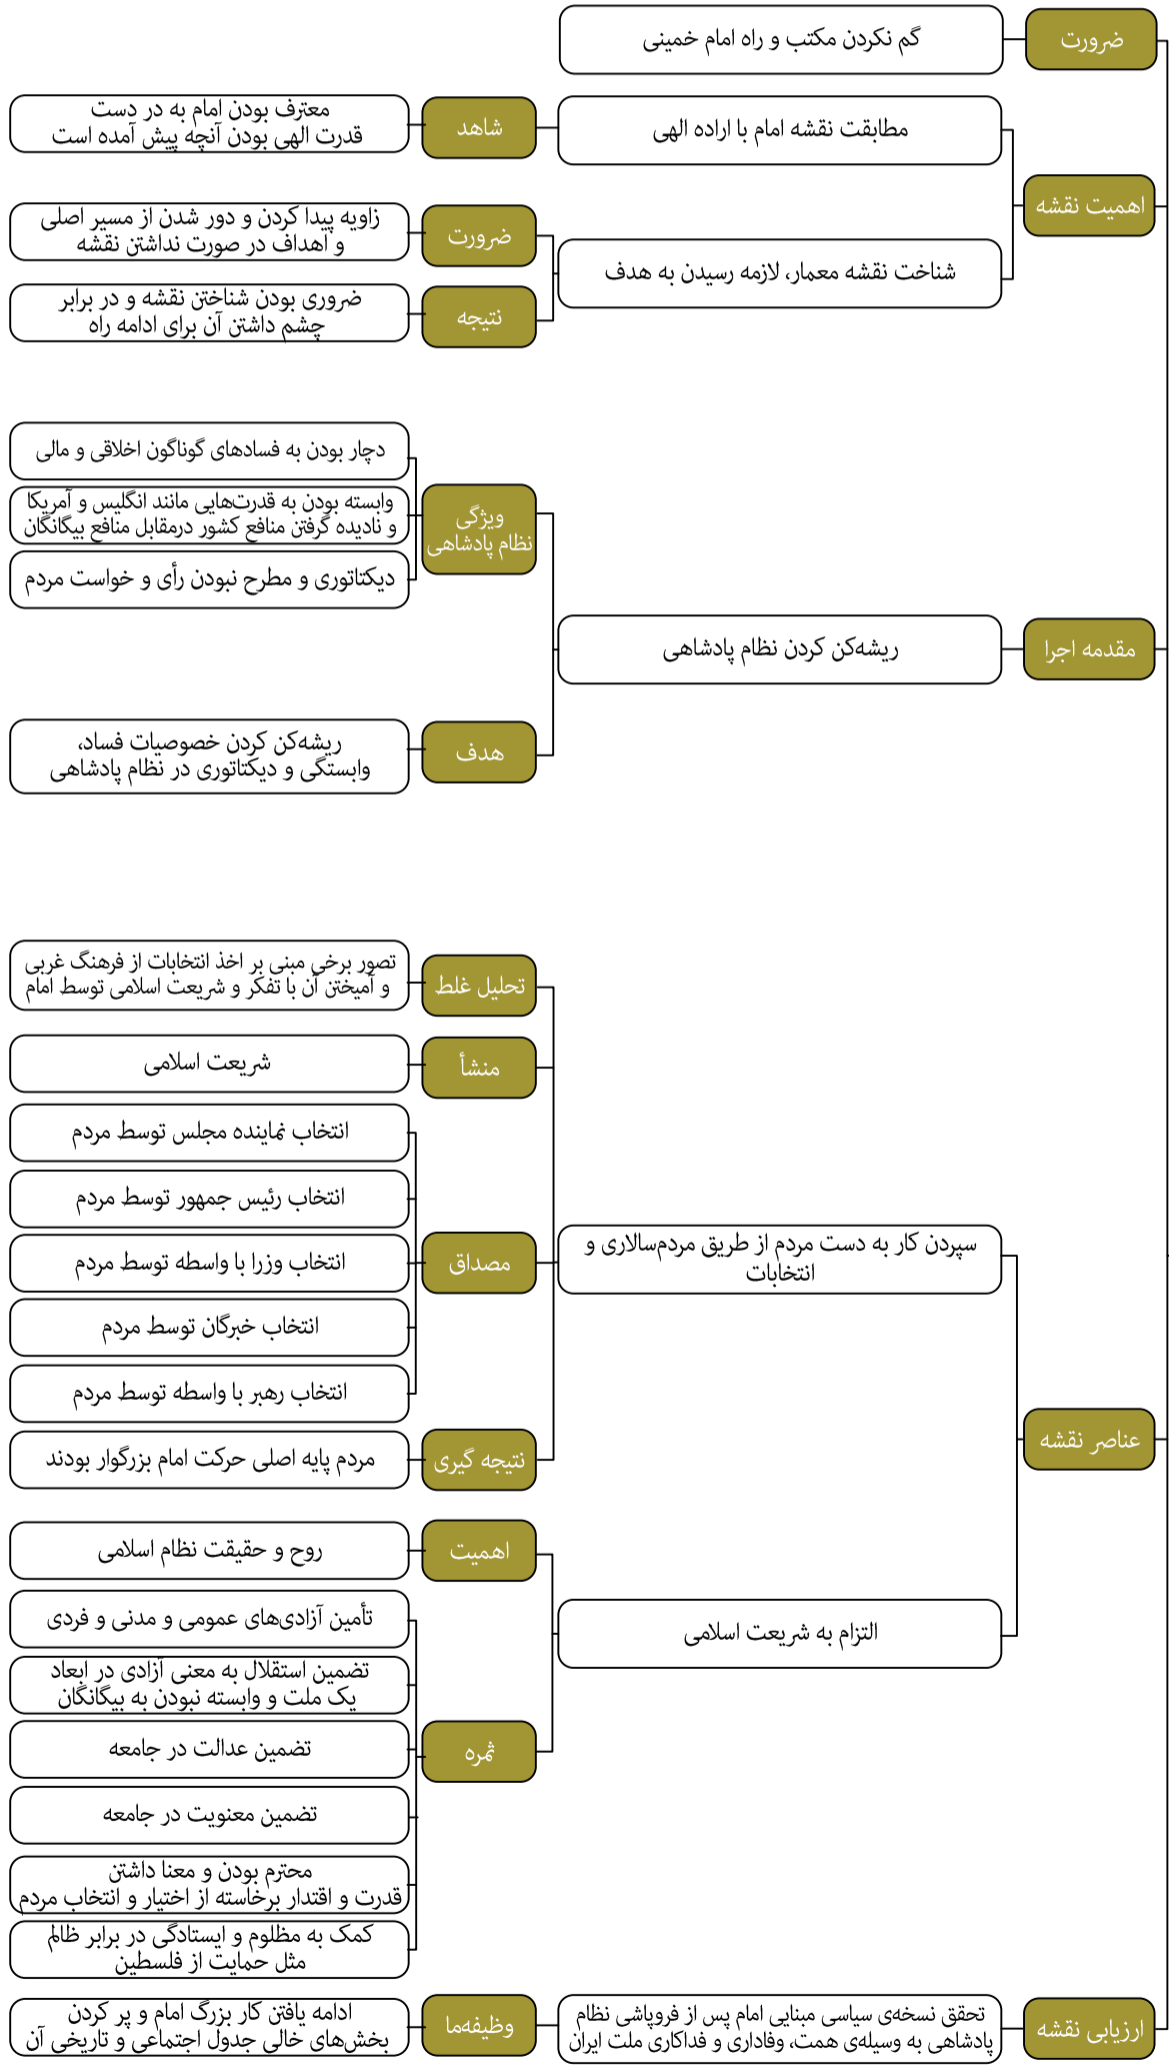 ضرورت
گم نکردن مکتب و راه امام خمینی
اهمیت نقشه
مطابقت نقشه امام با اراده الهی
شاهد
معترف بودن امام به در دست
قدرت الهی بودن آنچه پیش آمده است
شناخت نقشه معمار، لازمه رسیدن به هدف
ضرورت
زاویه پیدا کردن و دور شدن از مسیر اصلی
و اهداف در صورت نداشتن نقشه
نتیجه
ضروری بودن شناختن نقشه و در برابر
چشم داشتن آن برای ادامه راه
مقدمه اجرا
ریشه‌کن کردن نظام پادشاهی
ویژگی
نظام پادشاهی
دچار بودن به فسادهای گوناگون اخلاقی و مالی
وابسته بودن به قدرت‌هایی مانند انگلیس و آمریکا
و نادیده گرفتن منافع کشور درمقابل منافع بیگانگان
دیکتاتوری و مطرح نبودن رأی و خواست مردم
هدف
ریشه‌کن کردن خصوصیات فساد،
وابستگی و دیکتاتوری در نظام پادشاهی
عناصر نقشه
سپردن کار به دست مردم از طریق مردم‌سالاری و
انتخابات
تحلیل غلط
تصور برخی مبنی بر اخذ انتخابات از فرهنگ غربی
و آمیختن آن با تفکر و شریعت اسلامی توسط امام
منشأ
شریعت اسلامی
مصداق
انتخاب نماینده مجلس توسط مردم
انتخاب رئیس جمهور توسط مردم
انتخاب وزرا با واسطه توسط مردم
انتخاب خبرگان توسط مردم
انتخاب رهبر با واسطه توسط مردم
نتیجه گیری
مردم پایه اصلی حرکت امام بزرگوار بودند
التزام به شریعت اسلامی
اهمیت
روح و حقیقت نظام اسلامی
ثمره
تأمین آزادی‌های عمومی و مدنی و فردی
تضمین استقلال به معنی آزادی در ابعاد
یک ملت و وابسته نبودن به بیگانگان
تضمین عدالت در جامعه
تضمین معنویت در جامعه
محترم بودن و معنا داشتن
قدرت و اقتدار برخاسته از اختیار و انتخاب مردم
کمک به مظلوم و ایستادگی در برابر ظالم
مثل حمایت از فلسطین
ارزیابی نقشه
تحقق نسخه‌ی سیاسی مبنایی امام پس از فروپاشی نظام
پادشاهی به وسیله‌ی همت، وفاداری و فداکاری ملت ایران
وظیفه‌ما
ادامه یافتن کار بزرگ امام و پر کردن
بخش‌های خالی جدول اجتماعی و تاریخی آن